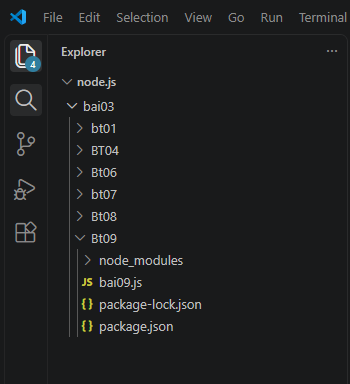 File Edit Selection View Go Run Terminal
Explorer ...
4
node.js
bai03
bt01
BT04
Bt06
bt07
Bt08
Bt09
node_modules
JS bai09.js
{} package-lock.json
{} package.json